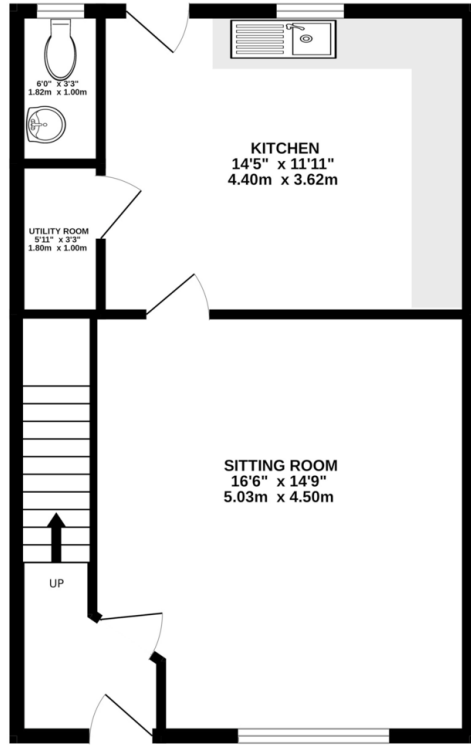 6'0" x 3'3"
1.82m x 1.00m
KITCHEN
14'5" x 11'11"
4.40m x 3.62m
UTILITY ROOM
5'11" x 3'3"
1.80m x 1.00m
SITTING ROOM
16'6" x 14'9"
5.03m x 4.50m
UP